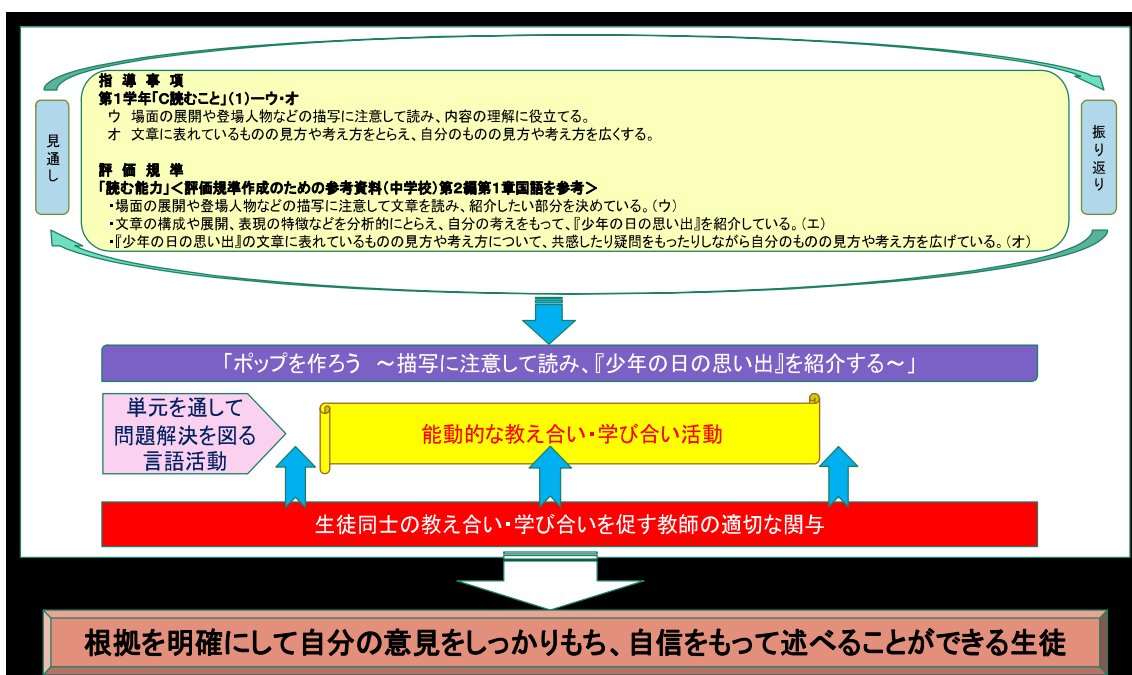 指 導 事 項
第1学年「C読むこと」(1)ーウ・オ
ウ 場面の展開や登場人物などの描写に注意して読み、内容の理解に役立てる。
オ 文章に表れているものの見方や考え方をとらえ、自分のものの見方や考え方を広くする。
見通し
振り返り
評 価 規 準
「読む能力」<評価規準作成のための参考資料(中学校)第2編第1章国語を参考>
・場面の展開や登場人物などの描写に注意して文章を読み、紹介したい部分を決めている。(ウ)
・文章の構成や展開、表現の特徴などを分析的にとらえ、自分の考えをもって、『少年の日の思い出』を紹介している。(エ)
・『少年の日の思い出』の文章に表れているものの見方や考え方について、共感したり疑問をもったりしながら自分のものの見方や考え方を広げている。(オ)
「ポップを作ろう ~描写に注意して読み、『少年の日の思い出』を紹介する~」
単元を通して
問題解決を図る
言語活動
能動的な教え合い・学び合い活動
生徒同士の教え合い・学び合いを促す教師の適切な関与
根拠を明確にして自分の意見をしっかりもち、自信をもって述べることができる生徒